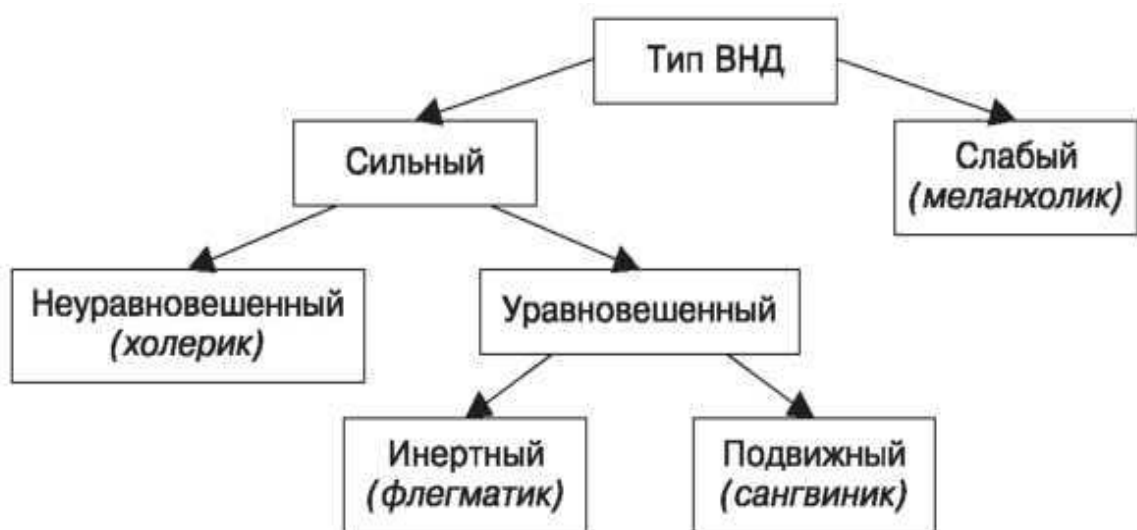 Тип ВНД
Сильный
Слабый
(меланхолик)
Неуравновешенный
(холерик)
Уравновешенный
Инертный
(флегматик)
Подвижный
(сангвиник)